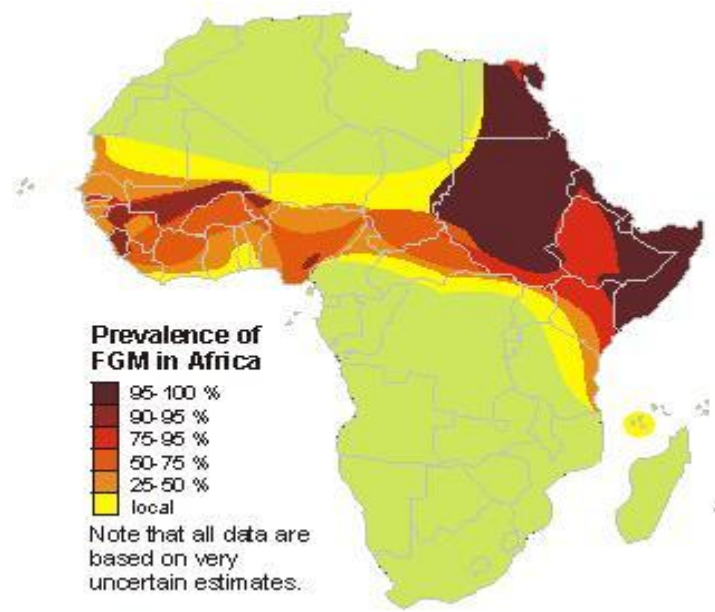 Prevalence of
FGM in Africa
95-100 %
90-95 %
75-95 %
50-75 %
25-50 %
local
Note that all data are
based on very
uncertain estimates.